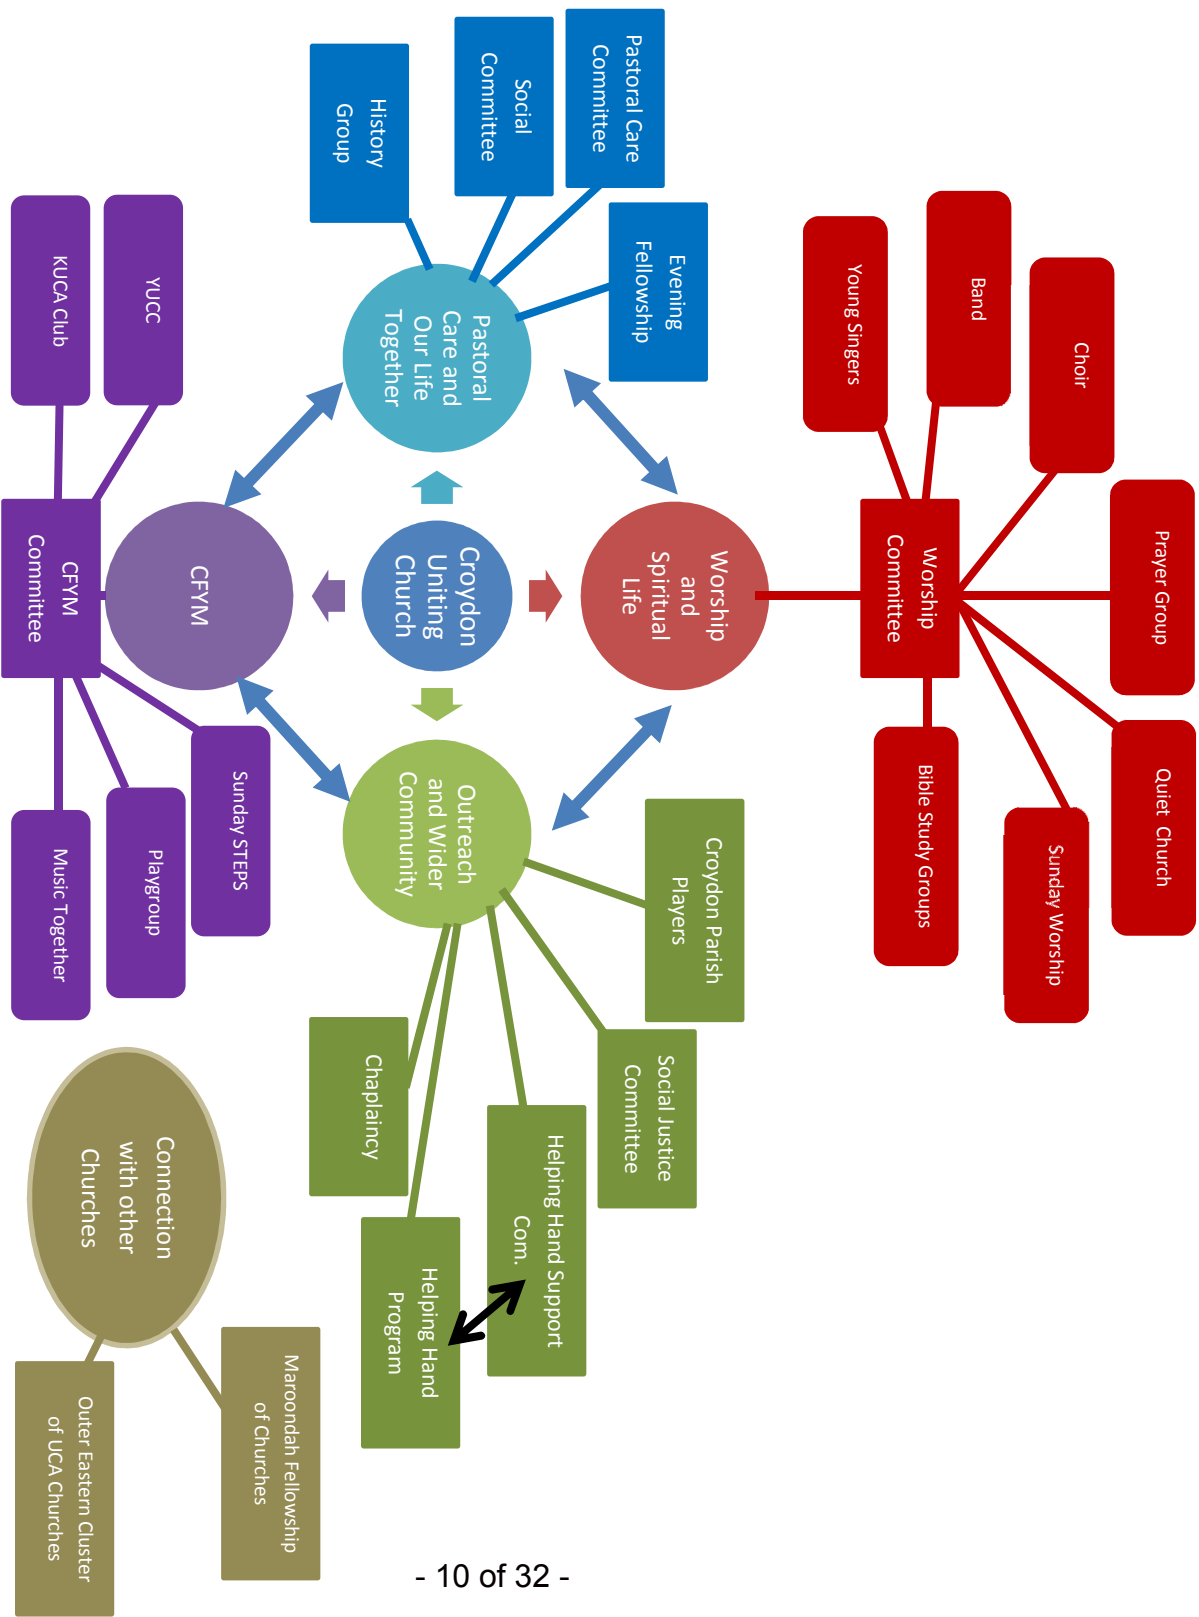 Prayer Group
Quiet Church
Choir
Sunday Worship
Band
Bible Study Groups
Young Singers
Worship
Committee
Worship
and
Spiritual
Life
Evening
Fellowship
Pastoral Care
Committee
Social
Committee
History
Group
Pastoral
Care and
Our Life
Together
Croydon
Uniting
Church
Outreach
and Wider
Community
Croydon Parish
Players
Social Justice
Committee
Helping Hand Support
Com.
Helping Hand
Program
Chaplaincy
CFYM
CFYM
Committee
YUCC
KUCA Club
Sunday STEPS
Playgroup
Music Together
Connection
with other
Churches
Maroondah Fellowship
of Churches
Outer Eastern Cluster
of UCA Churches
- 10 of 32 -